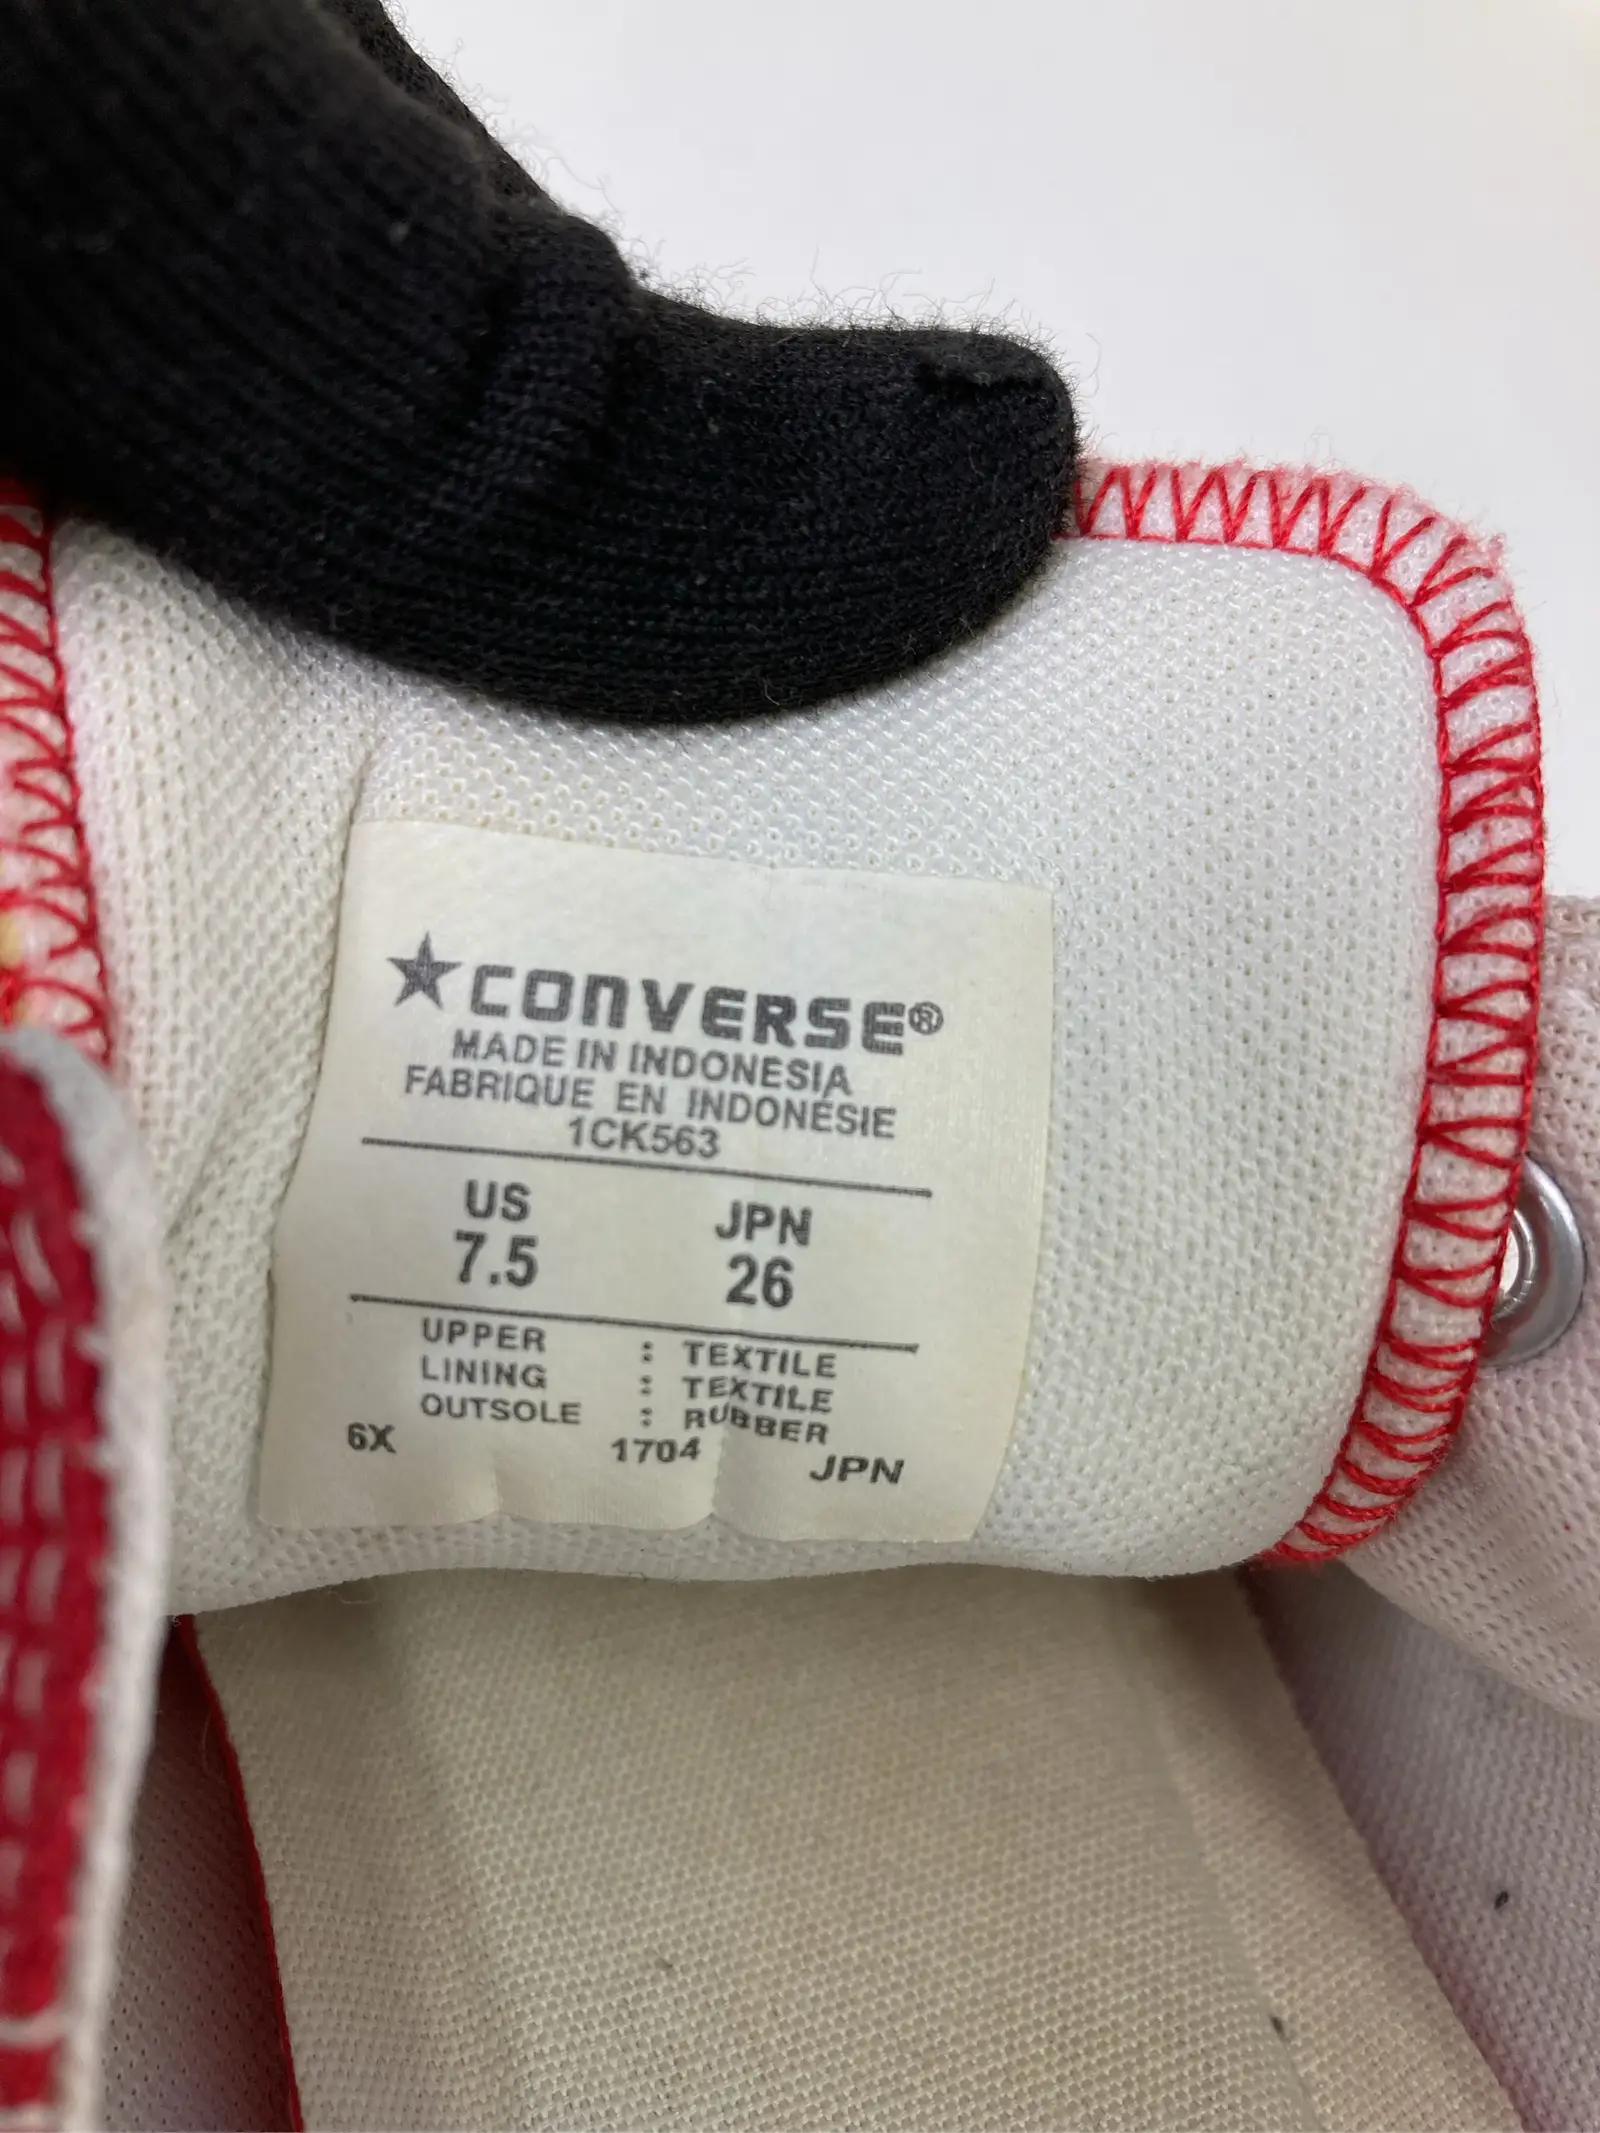 ★CONVERSE®
MADE IN INDONESIA
FABRIQUE EN INDONÉSIE
1CK563
US JPN
7.5 26
UPPER : TEXTILE
LINING : TEXTILE
OUTSOLE : RUBBER
6X 1704 JPN